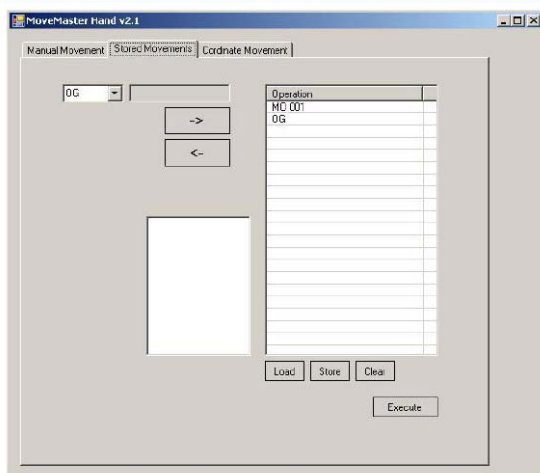 MoveMaster Hand v2.1
Manual Movement Stored Movements Cordinate Movement
OG
Operation
->
MO 001
OG
<-
Load Store Clear
Execute